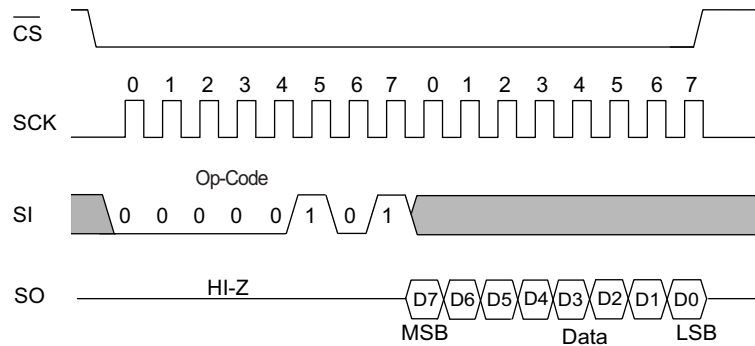 CS
0 1 2 3 4 5 6 7 0 1 2 3 4 5 6 7
SCK
Op-Code
SI 0 0 0 0 0 1 0 1
HI-Z
SO D7 D6 D5 D4 D3 D2 D1 D0
MSB Data LSB